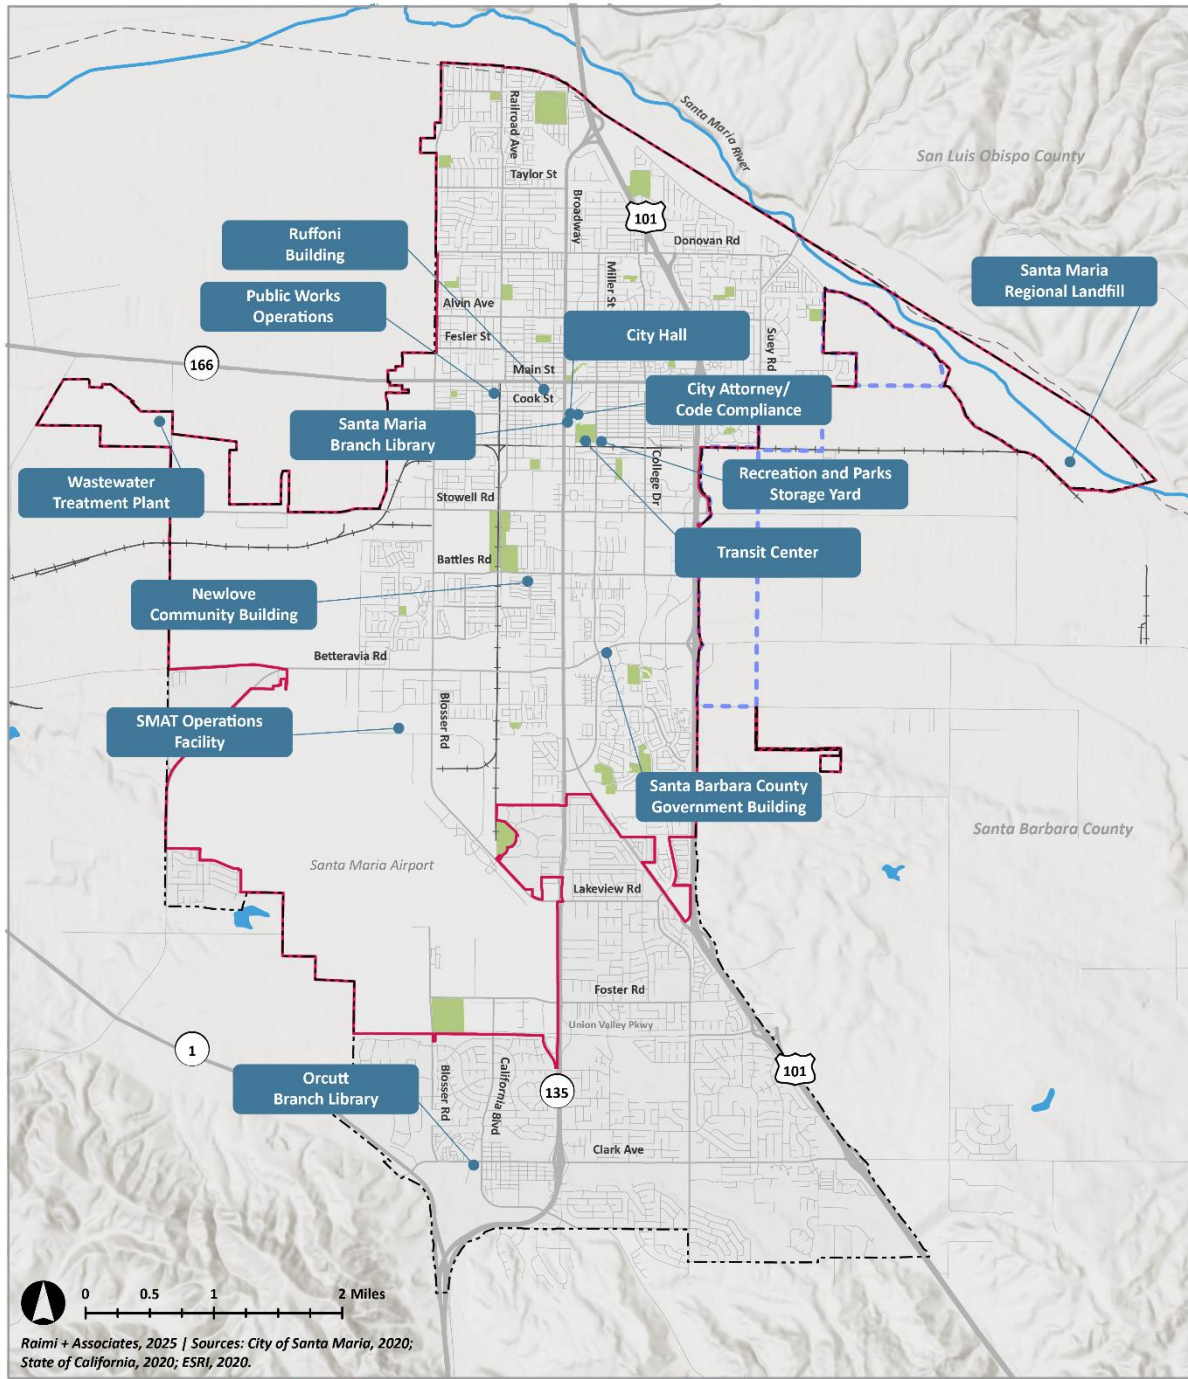 Santa Maria River
San Luis Obispo County
Railroad Ave
Taylor St
Broadway
101
Donovan Rd
Ruffoni
Building
Santa Maria
Regional Landfill
Miller St
Public Works
Operations
Alvin Ave
Fesler St
City Hall
Suey Rd
166
Main St
Cook St
City Attorney/
Code Compliance
Santa Maria
Branch Library
Wastewater
Treatment Plant
College Dr
Recreation and Parks
Storage Yard
Stowell Rd
Transit Center
Battles Rd
Newlove
Community Building
Betteravia Rd
Blosser Rd
SMAT Operations
Facility
Santa Barbara County
Government Building
Santa Barbara County
Santa Maria Airport
Lakeview Rd
Foster Rd
Union Valley Pkwy
1
101
Orcutt
Branch Library
Blosser Rd
California Blvd
135
Clark Ave
0 0.5 1 2 Miles
Raimi + Associates, 2025 | Sources: City of Santa Maria, 2020;
State of California, 2020; ESRI, 2020.